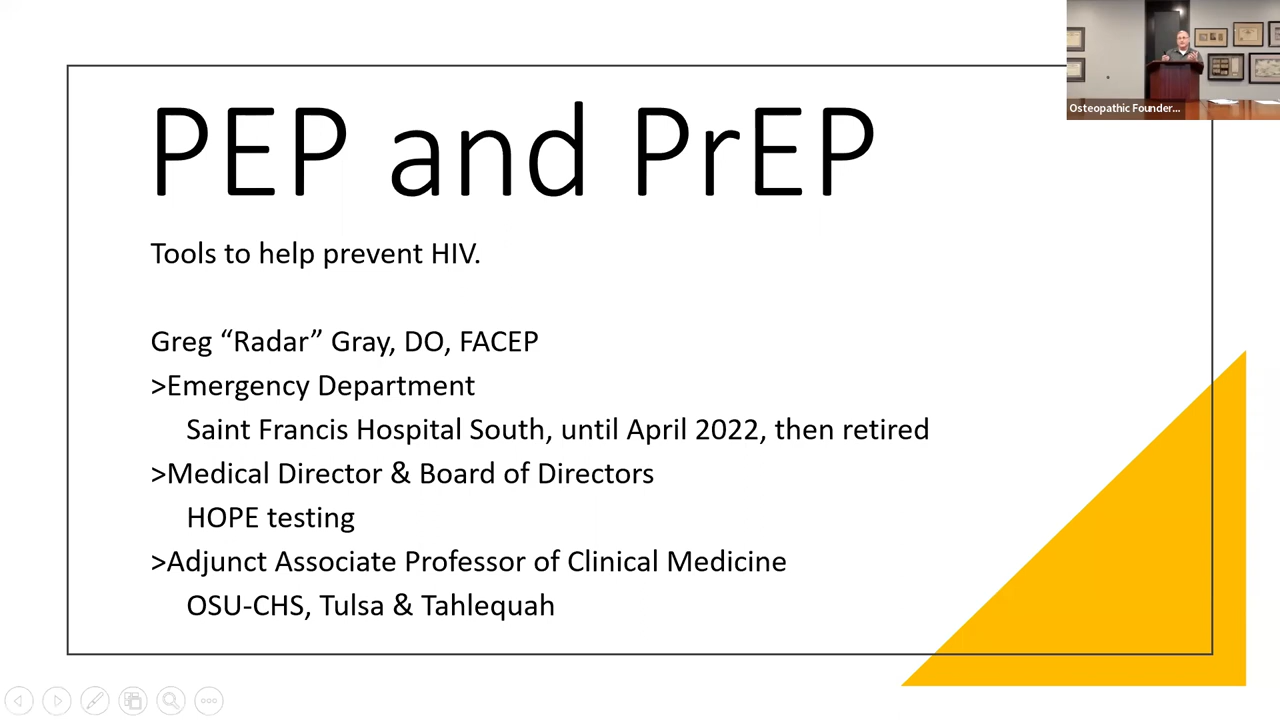 Osteopathic Founder...
PEP and PrEP
Tools to help prevent HIV.
Greg “Radar” Gray, DO, FACEP
>Emergency Department
Saint Francis Hospital South, until April 2022, then retired
>Medical Director & Board of Directors
HOPE testing
>Adjunct Associate Professor of Clinical Medicine
OSU-CHS, Tulsa & Tahlequah